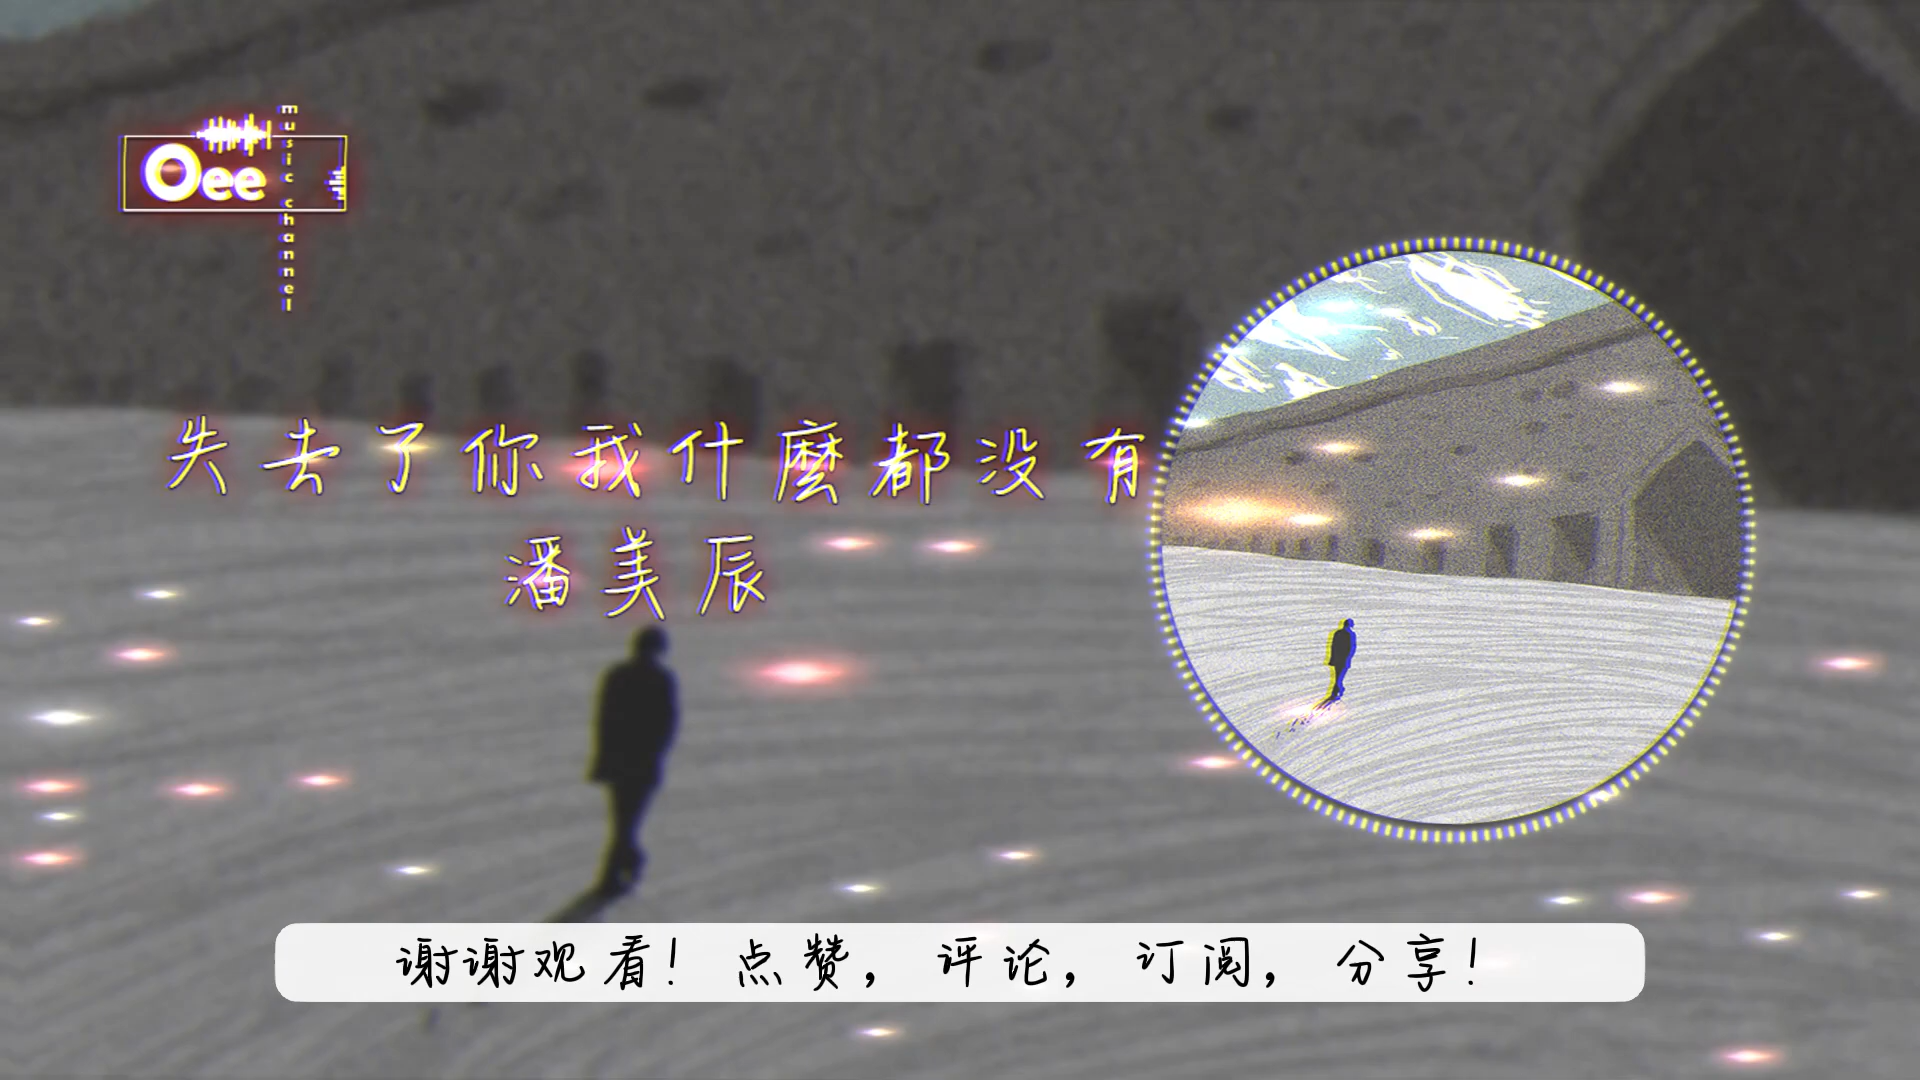 Oee
music channel
失去了你我什麼都没有
潘美辰
谢谢观看！点赞，评论，订阅，分享！